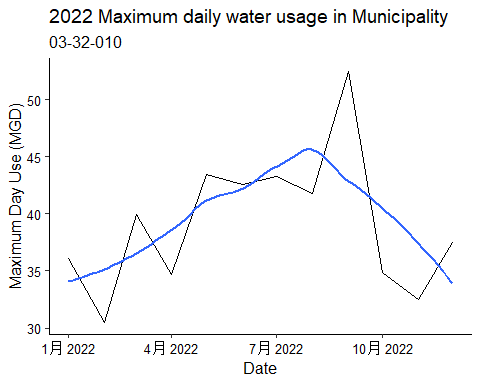 2022 Maximum daily water usage in Municipality
03-32-010
Maximum Day Use (MGD)
50
45
40
35
30
1月 2022 4月 2022 7月 2022 10月 2022
Date